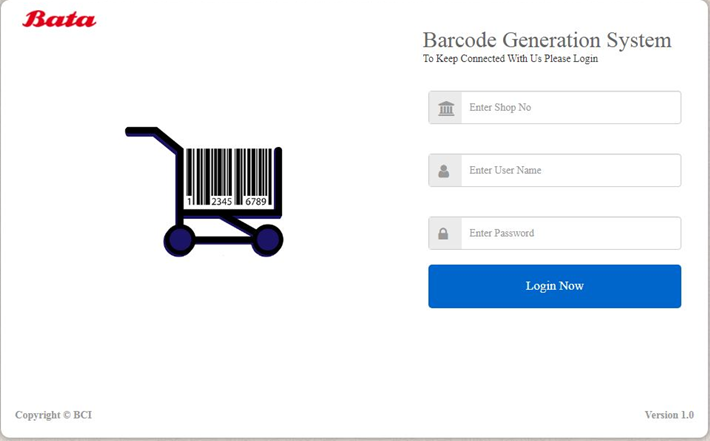 Bata
Barcode Generation System
To Keep Connected With Us Please Login
Enter Shop No
Enter User Name
1 2345 6789
Enter Password
Login Now
Copyright © BCI
Version 1.0